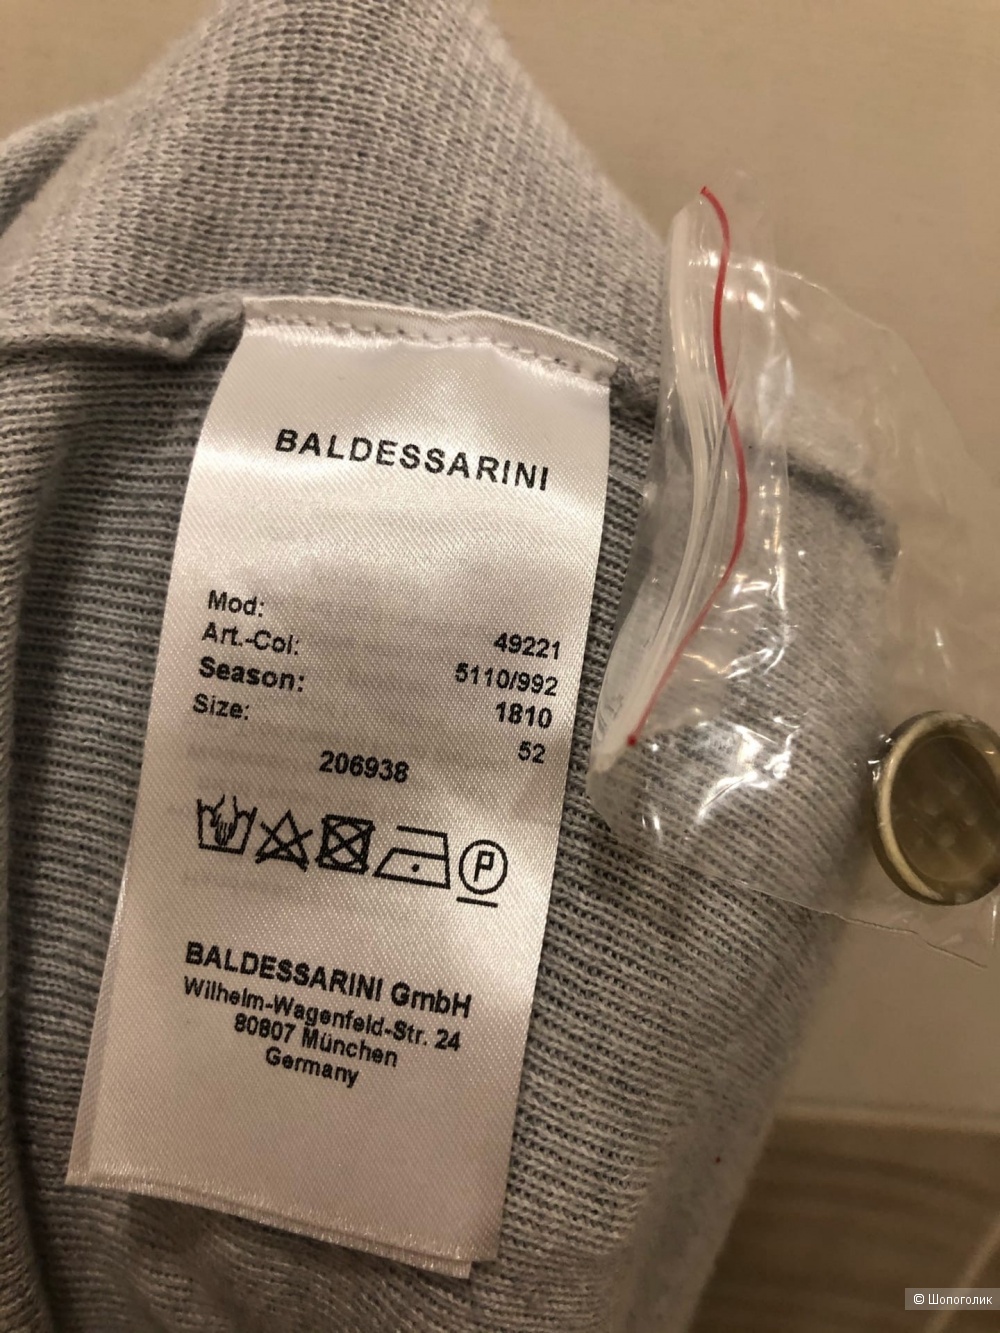 BALDESSARINI
Mod: 49221
Art.-Col: 5110/992
Season: 1810
Size: 52
206938
P
BALDESSARINI GmbH
Wilhelm-Wagenfeld-Str. 24
80807 München
Germany
© Шопоголик